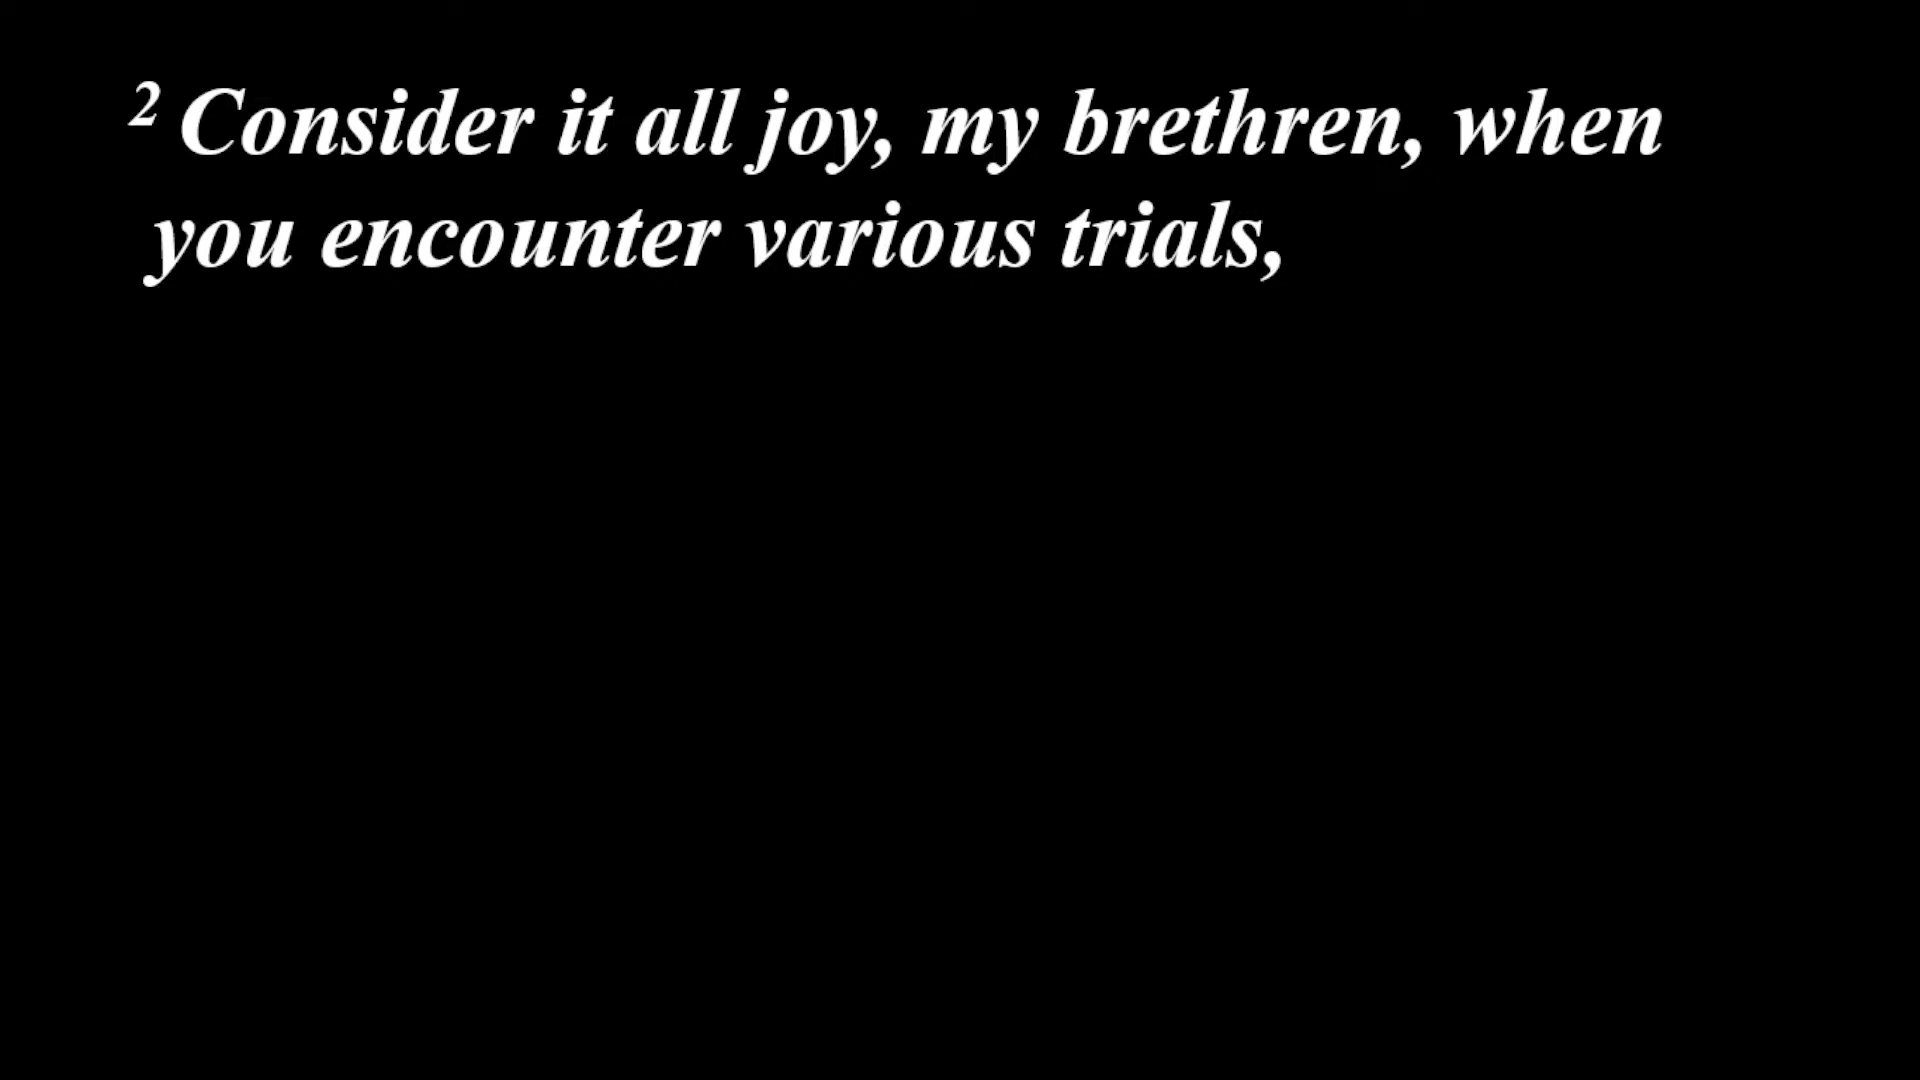 2 Consider it all joy, my brethren, when
you encounter various trials,